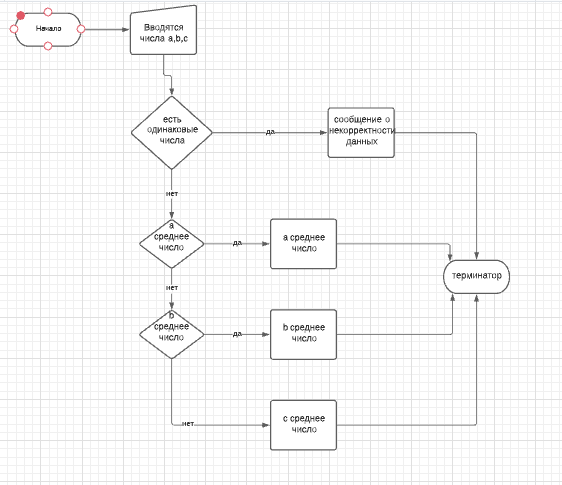 Начало
Вводятся
числа a,b,c
есть
одинаковые
числа
да
сообщение о
некорректности
данных
нет
a
среднее
число
да
a среднее
число
терминатор
нет
b
среднее
число
да
b среднее
число
нет
c среднее
число